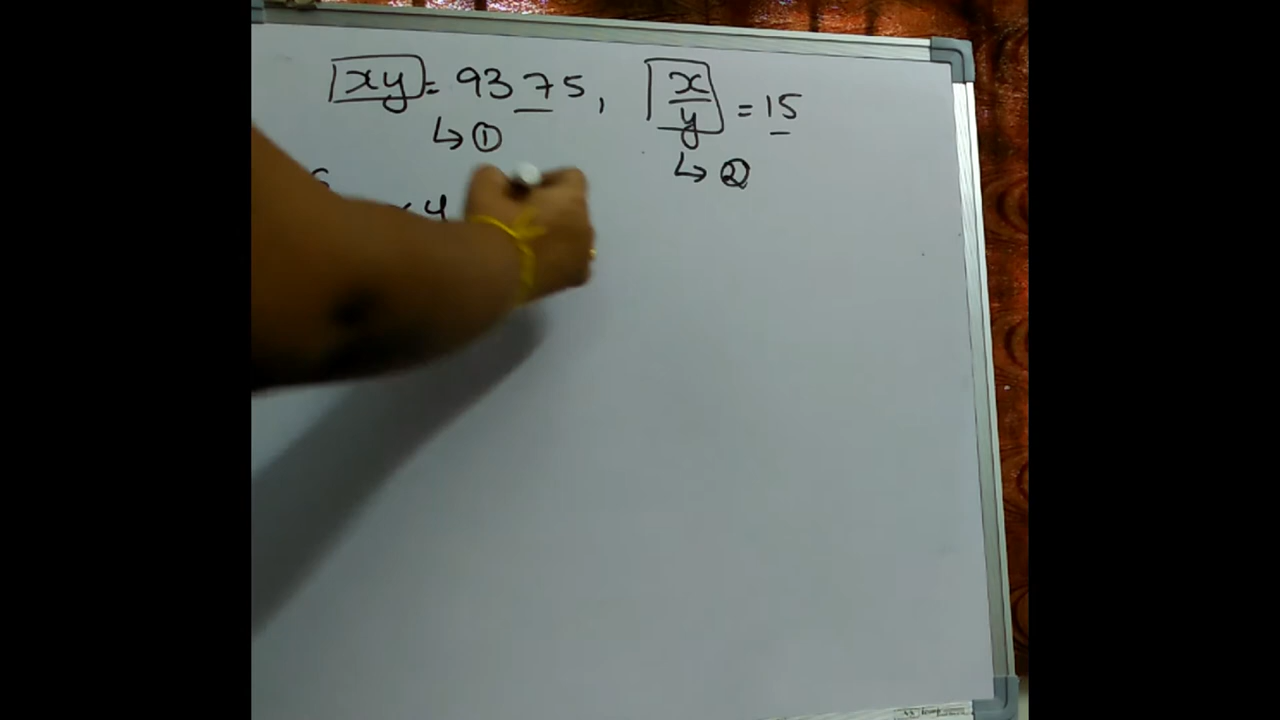 xy = 9375, x/y = 15
↳ ① ↳ ②
y